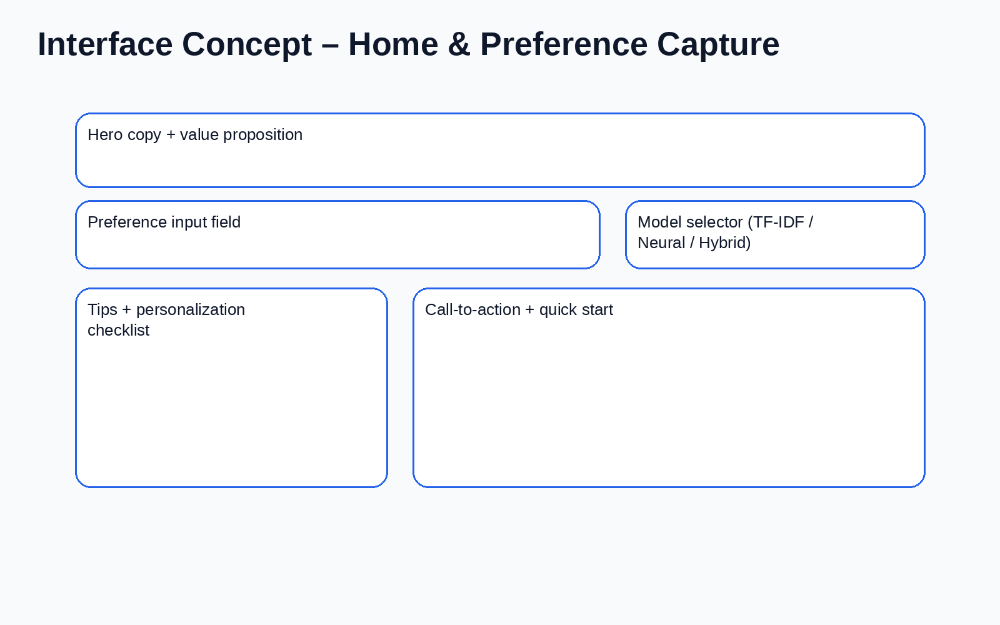 Interface Concept – Home & Preference Capture
Hero copy + value proposition
Preference input field
Model selector (TF-IDF /
Neural / Hybrid)
Tips + personalization
checklist
Call-to-action + quick start